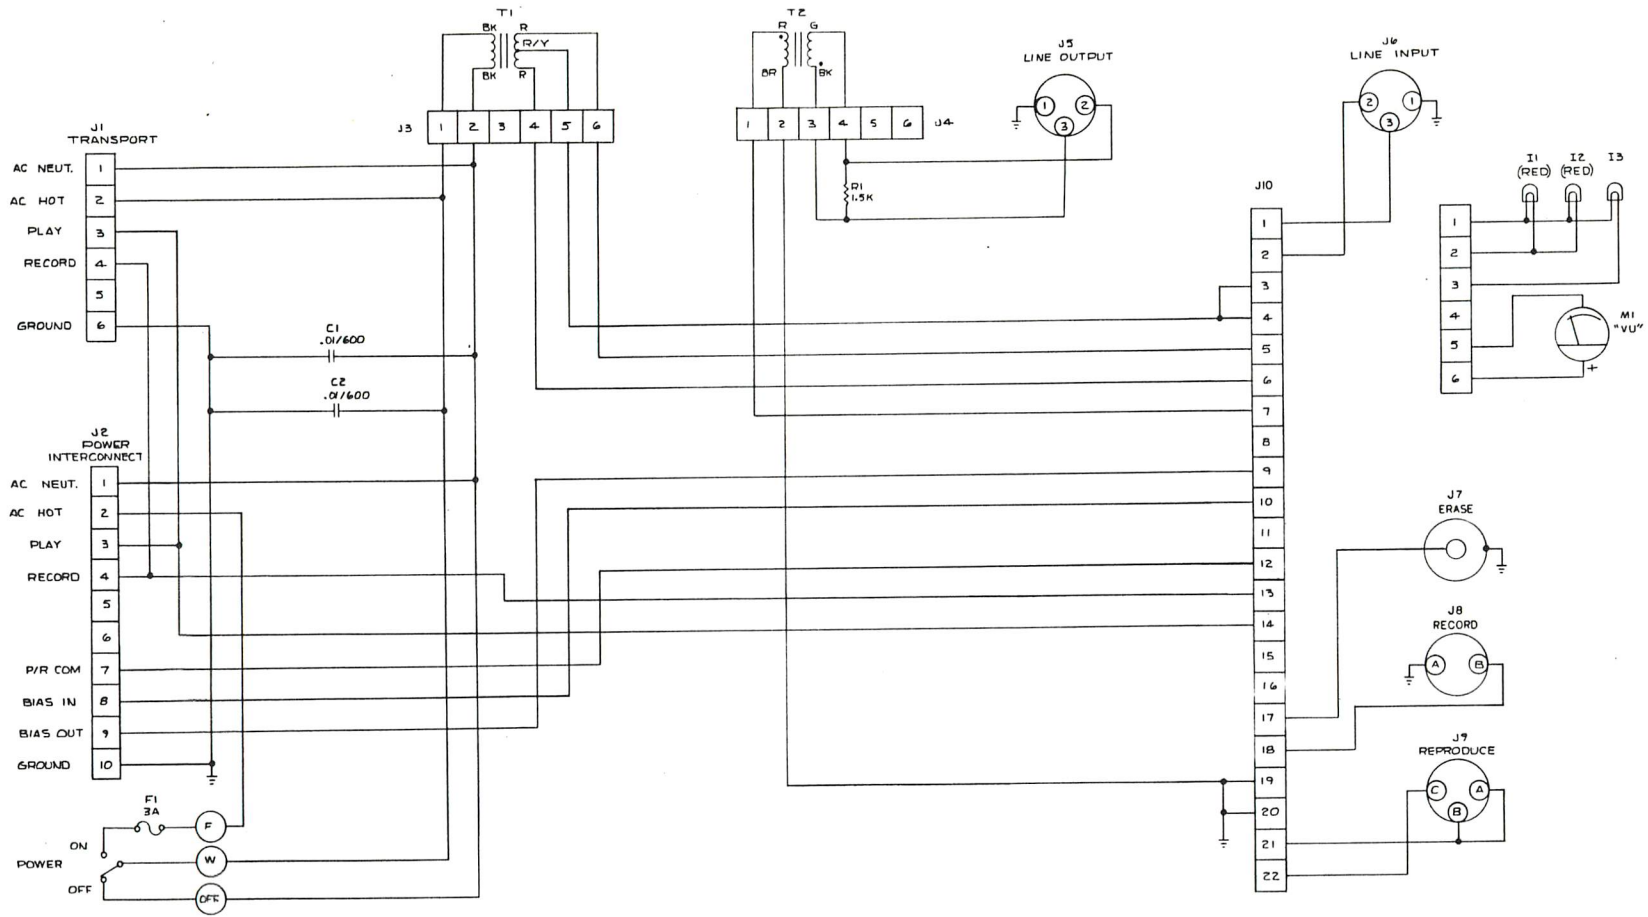 T1
BK R
R/Y
BK R
J3 1 2 3 4 5 6
T2
R G
BR BK
1 2 3 4 5 6 J4
R1
1.5K
J5
LINE OUTPUT
1 2
3
J6
LINE INPUT
2 1
3
J1
TRANSPORT
AC NEUT. 1
AC HOT 2
PLAY 3
RECORD 4
5
GROUND 6
C1
.01/600
C2
.01/600
J2
POWER
INTERCONNECT
AC NEUT. 1
AC HOT 2
PLAY 3
RECORD 4
5
6
P/R COM 7
BIAS IN 8
BIAS OUT 9
GROUND 10
F1
3A
F
ON
POWER
W
OFF
OFF
J10
1
2
3
4
5
6
7
8
9
10
11
12
13
14
15
16
17
18
19
20
21
22
I1 I2 I3
(RED) (RED)
1
2
3
4
5
6
M1
"VU"
+
J7
ERASE
J8
RECORD
A B
J9
REPRODUCE
C A
B